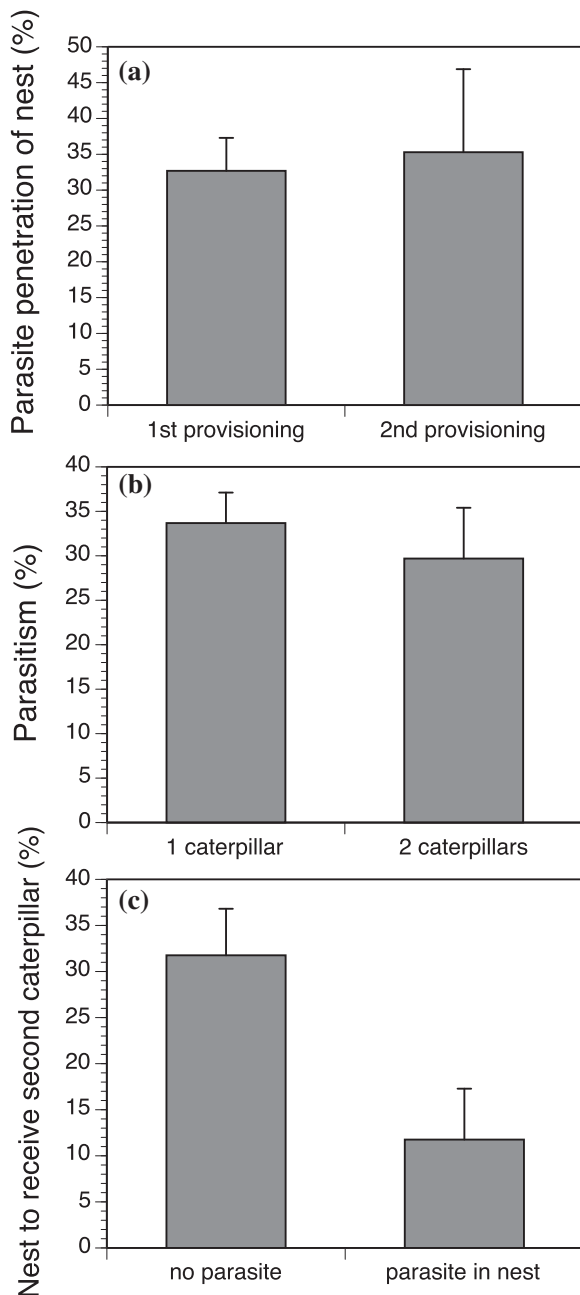 Parasite penetration of nest (%)
(a)
50
45
40
35
30
25
20
15
10
5
0
1st provisioning
2nd provisioning
Parasitism (%)
(b)
40
35
30
25
20
15
10
5
0
1 caterpillar
2 caterpillars
Nest to receive second caterpillar (%)
(c)
40
35
30
25
20
15
10
5
0
no parasite
parasite in nest